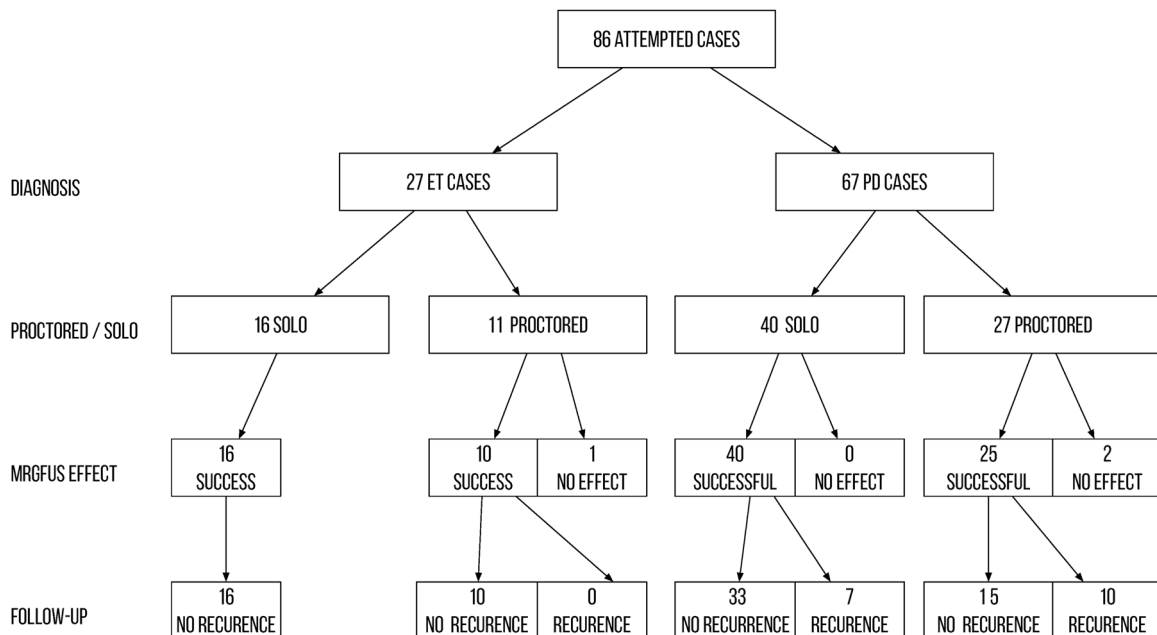 86 ATTEMPTED CASES
DIAGNOSIS
27 ET CASES
67 PD CASES
PROCTORED / SOLO
16 SOLO
11 PROCTORED
40 SOLO
27 PROCTORED
MRGFUS EFFECT
16
SUCCESS
10
SUCCESS
1
NO EFFECT
40
SUCCESSFUL
0
NO EFFECT
25
SUCCESSFUL
2
NO EFFECT
FOLLOW-UP
16
NO RECURENCE
10
NO RECURENCE
0
RECURENCE
33
NO RECURRENCE
7
RECURENCE
15
NO RECURENCE
10
RECURENCE